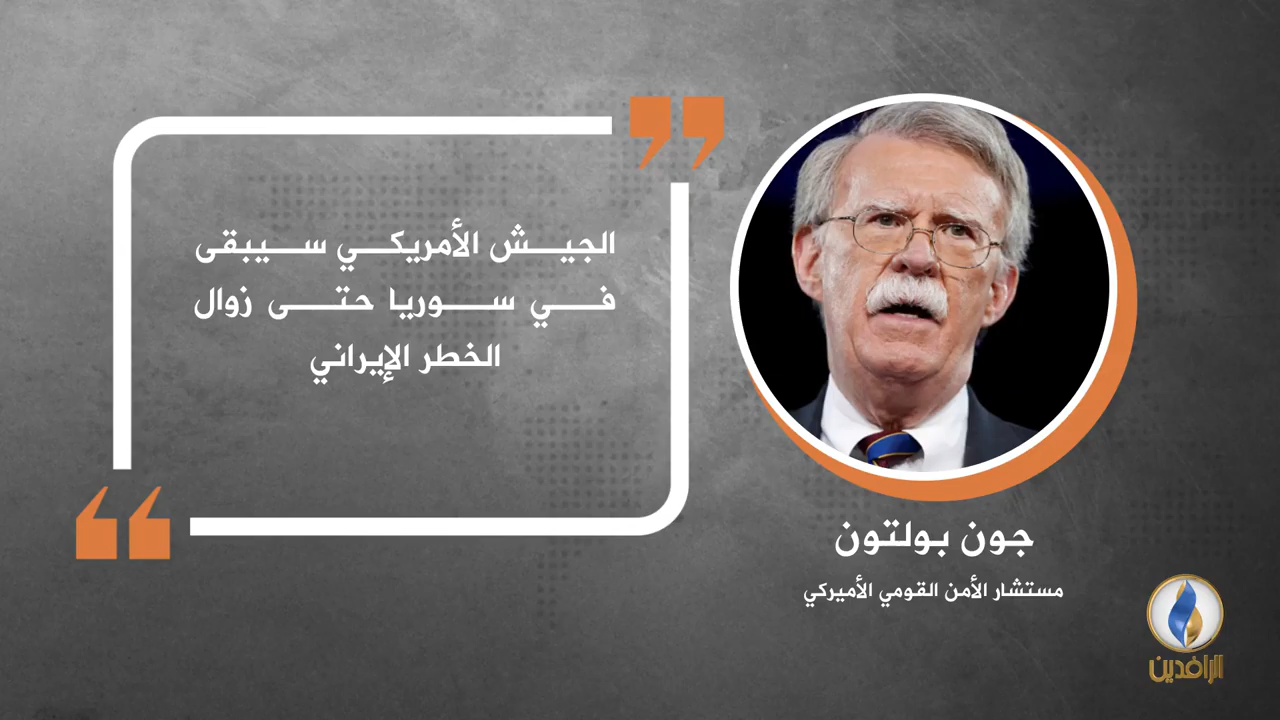 الجيش الأمريكي سيبقى
في سوريا حتى زوال
الخطر الإيراني
جون بولتون
مستشار الأمن القومي الأميركي
الرافدين